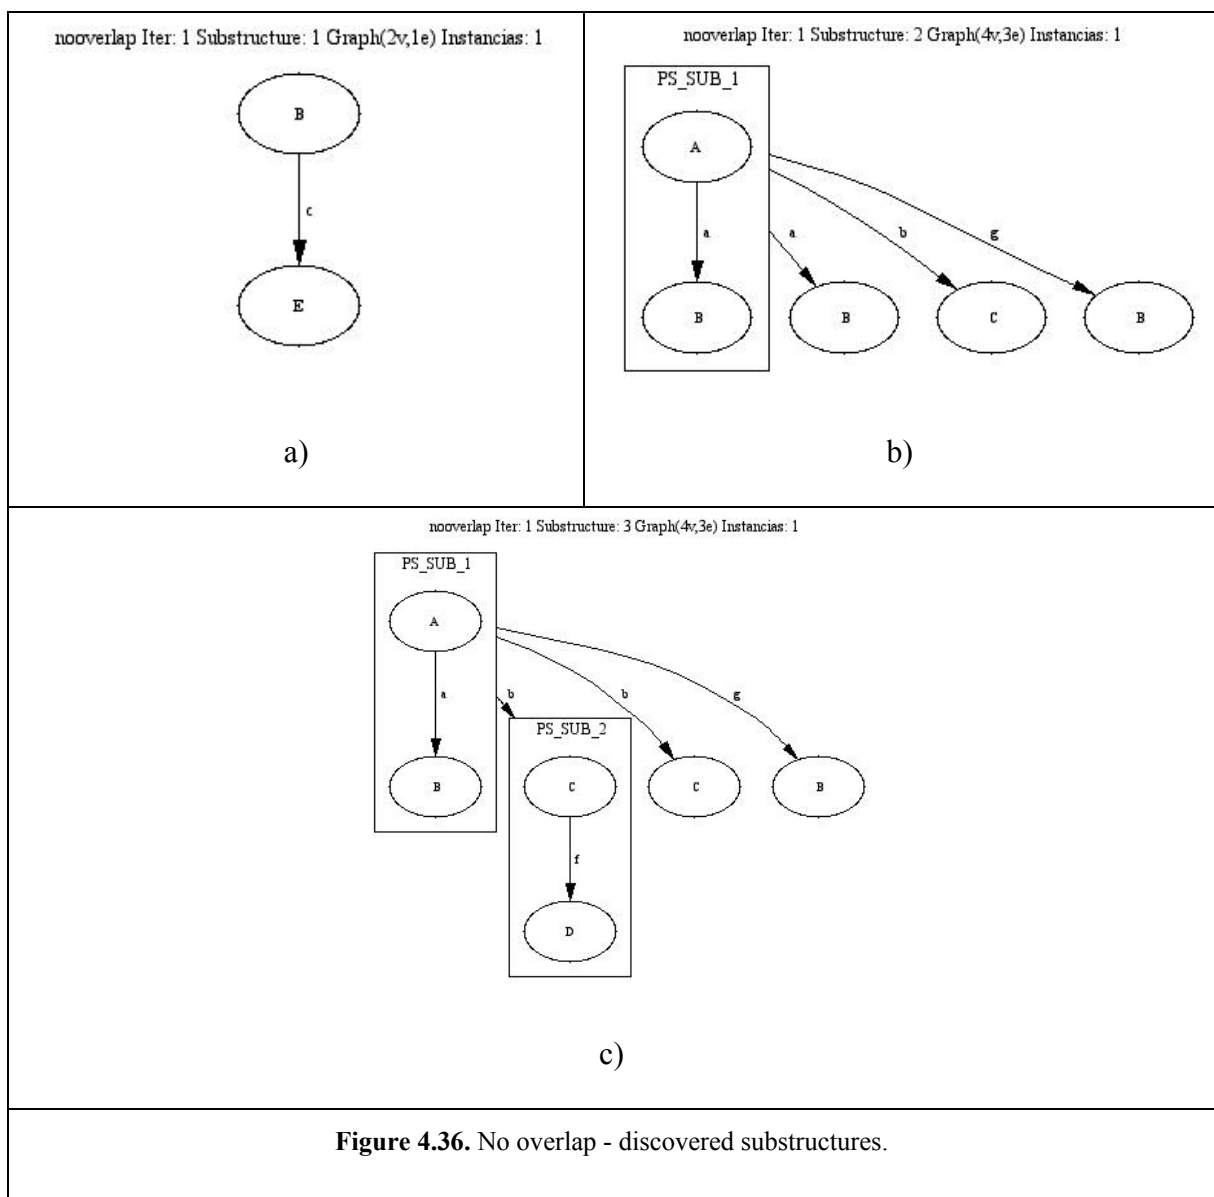 nooverlap Iter: 1 Substructure: 1 Graph(2v,1e) Instancias: 1
B
c
E
a)
nooverlap Iter: 1 Substructure: 2 Graph(4v,3e) Instancias: 1
PS_SUB_1
A
a
a
b
g
B
B
C
B
b)
nooverlap Iter: 1 Substructure: 3 Graph(4v,3e) Instancias: 1
PS_SUB_1
A
a
b
b
g
PS_SUB_2
B
C
C
B
f
D
c)
Figure 4.36. No overlap - discovered substructures.